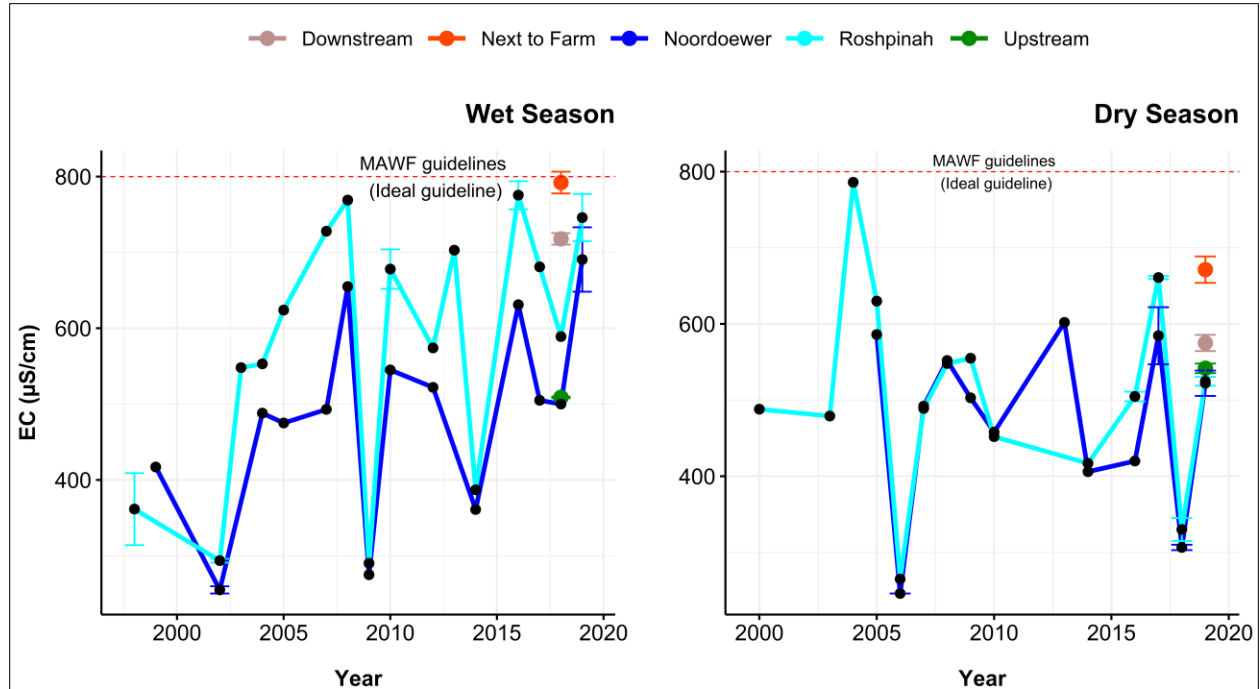 Downstream Next to Farm Noordoewer Roshpinah Upstream
Wet Season
MAWF guidelines
(Ideal guideline)
EC (µS/cm)
800
600
400
2000 2005 2010 2015 2020
Year
Dry Season
MAWF guidelines
(Ideal guideline)
800
600
400
2000 2005 2010 2015 2020
Year